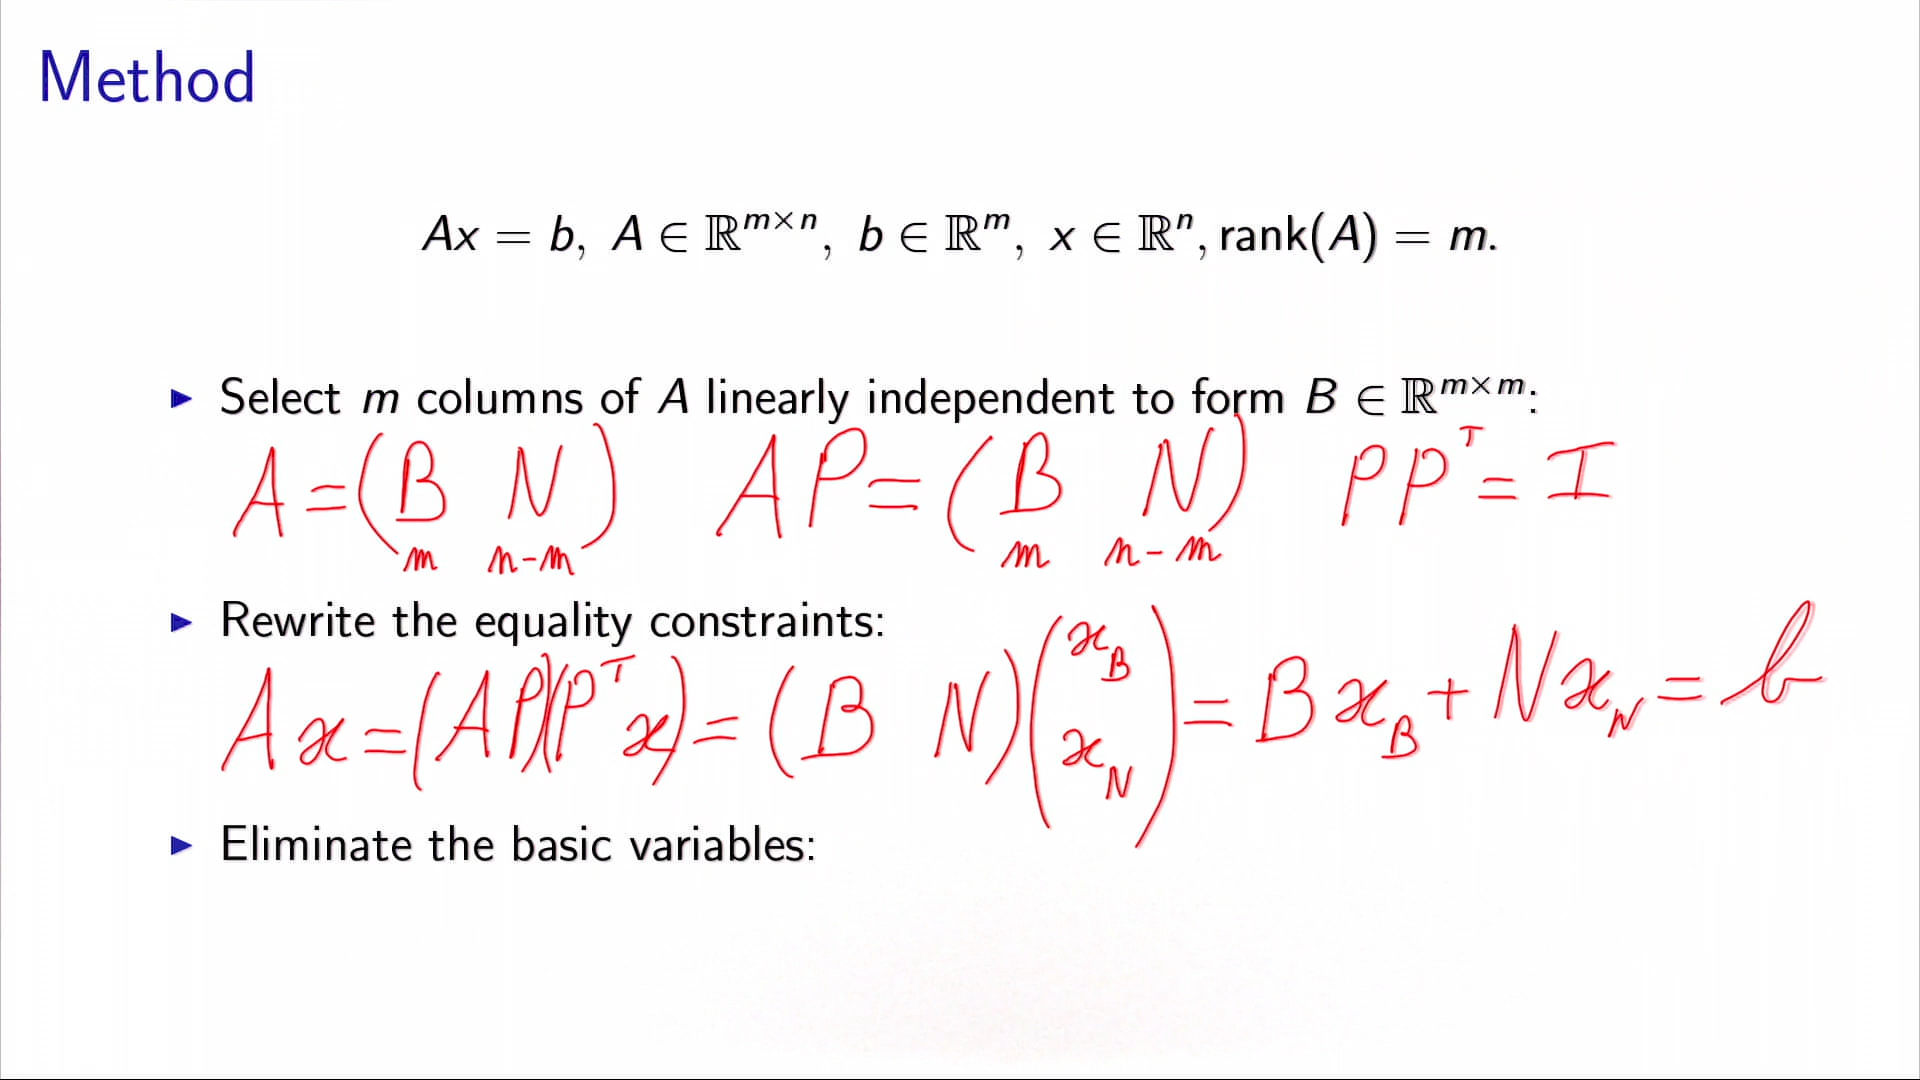 Method
Ax = b, A ∈ ℝ^{m×n}, b ∈ ℝ^m, x ∈ ℝ^n, rank(A) = m.
▶ Select m columns of A linearly independent to form B ∈ ℝ^{m×m}:
A = (B N) AP = (B N) PP^T = I
m n-m m n-m
▶ Rewrite the equality constraints:
Ax = (AP)(P^T x) = (B N)(x_B x_N) = Bx_B + Nx_N = b
▶ Eliminate the basic variables: